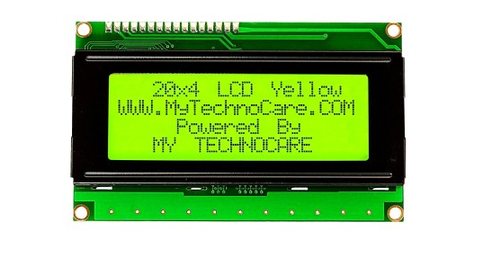 20x4 LCD Yellow
WWW.MyTechnoCare.COM
Powered By
MY TECHNOCARE